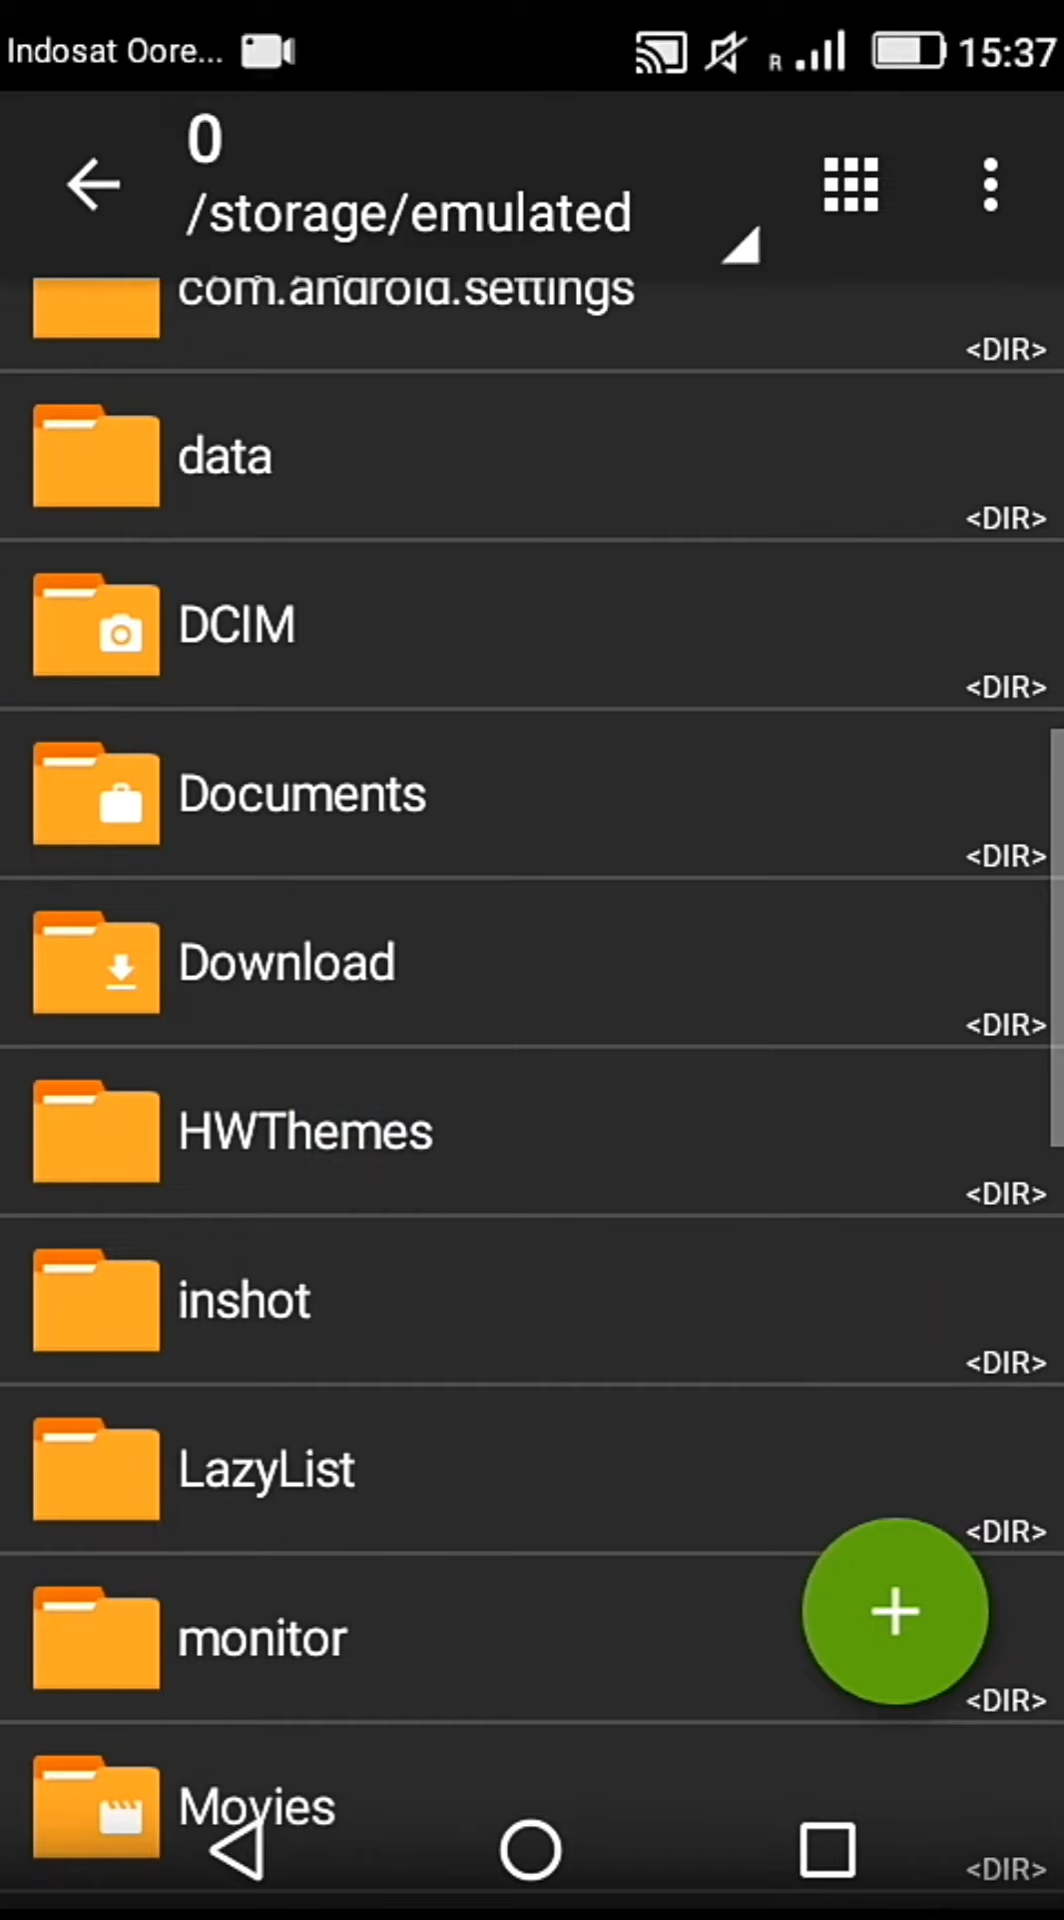 Indosat Oore...
R
15:37
0
/storage/emulated
com.android.settings
<DIR>
data
<DIR>
DCIM
<DIR>
Documents
<DIR>
Download
<DIR>
HWThemes
<DIR>
inshot
<DIR>
LazyList
<DIR>
monitor
<DIR>
Movies
<DIR>